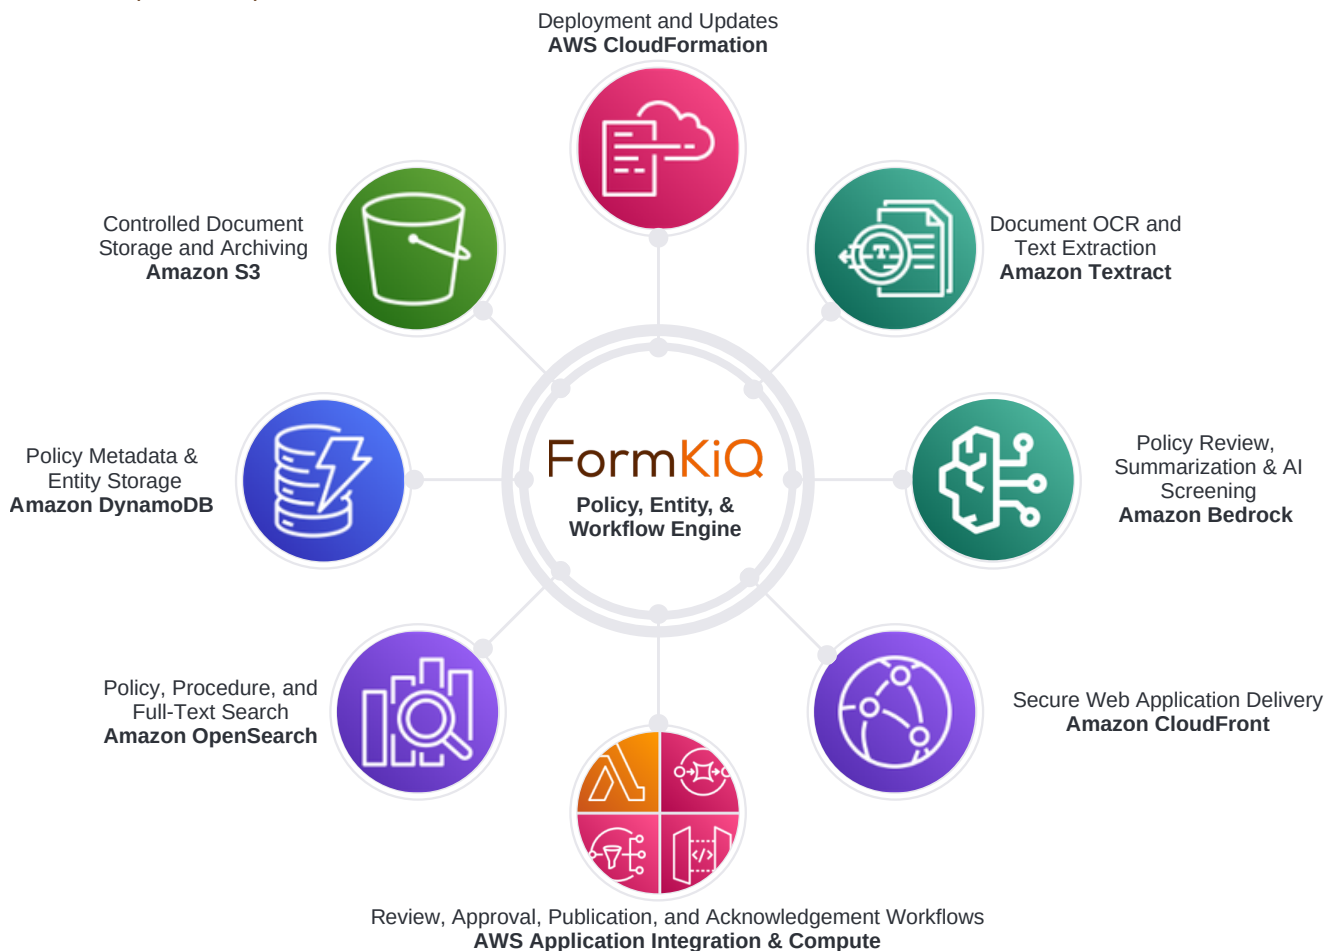 Deployment and Updates
AWS CloudFormation
Controlled Document
Storage and Archiving
Amazon S3
Document OCR and
Text Extraction
Amazon Textract
Policy Metadata &
Entity Storage
Amazon DynamoDB
FormKiQ
Policy, Entity, &
Workflow Engine
Policy Review,
Summarization & AI
Screening
Amazon Bedrock
Policy, Procedure, and
Full-Text Search
Amazon OpenSearch
Secure Web Application Delivery
Amazon CloudFront
Review, Approval, Publication, and Acknowledgement Workflows
AWS Application Integration & Compute